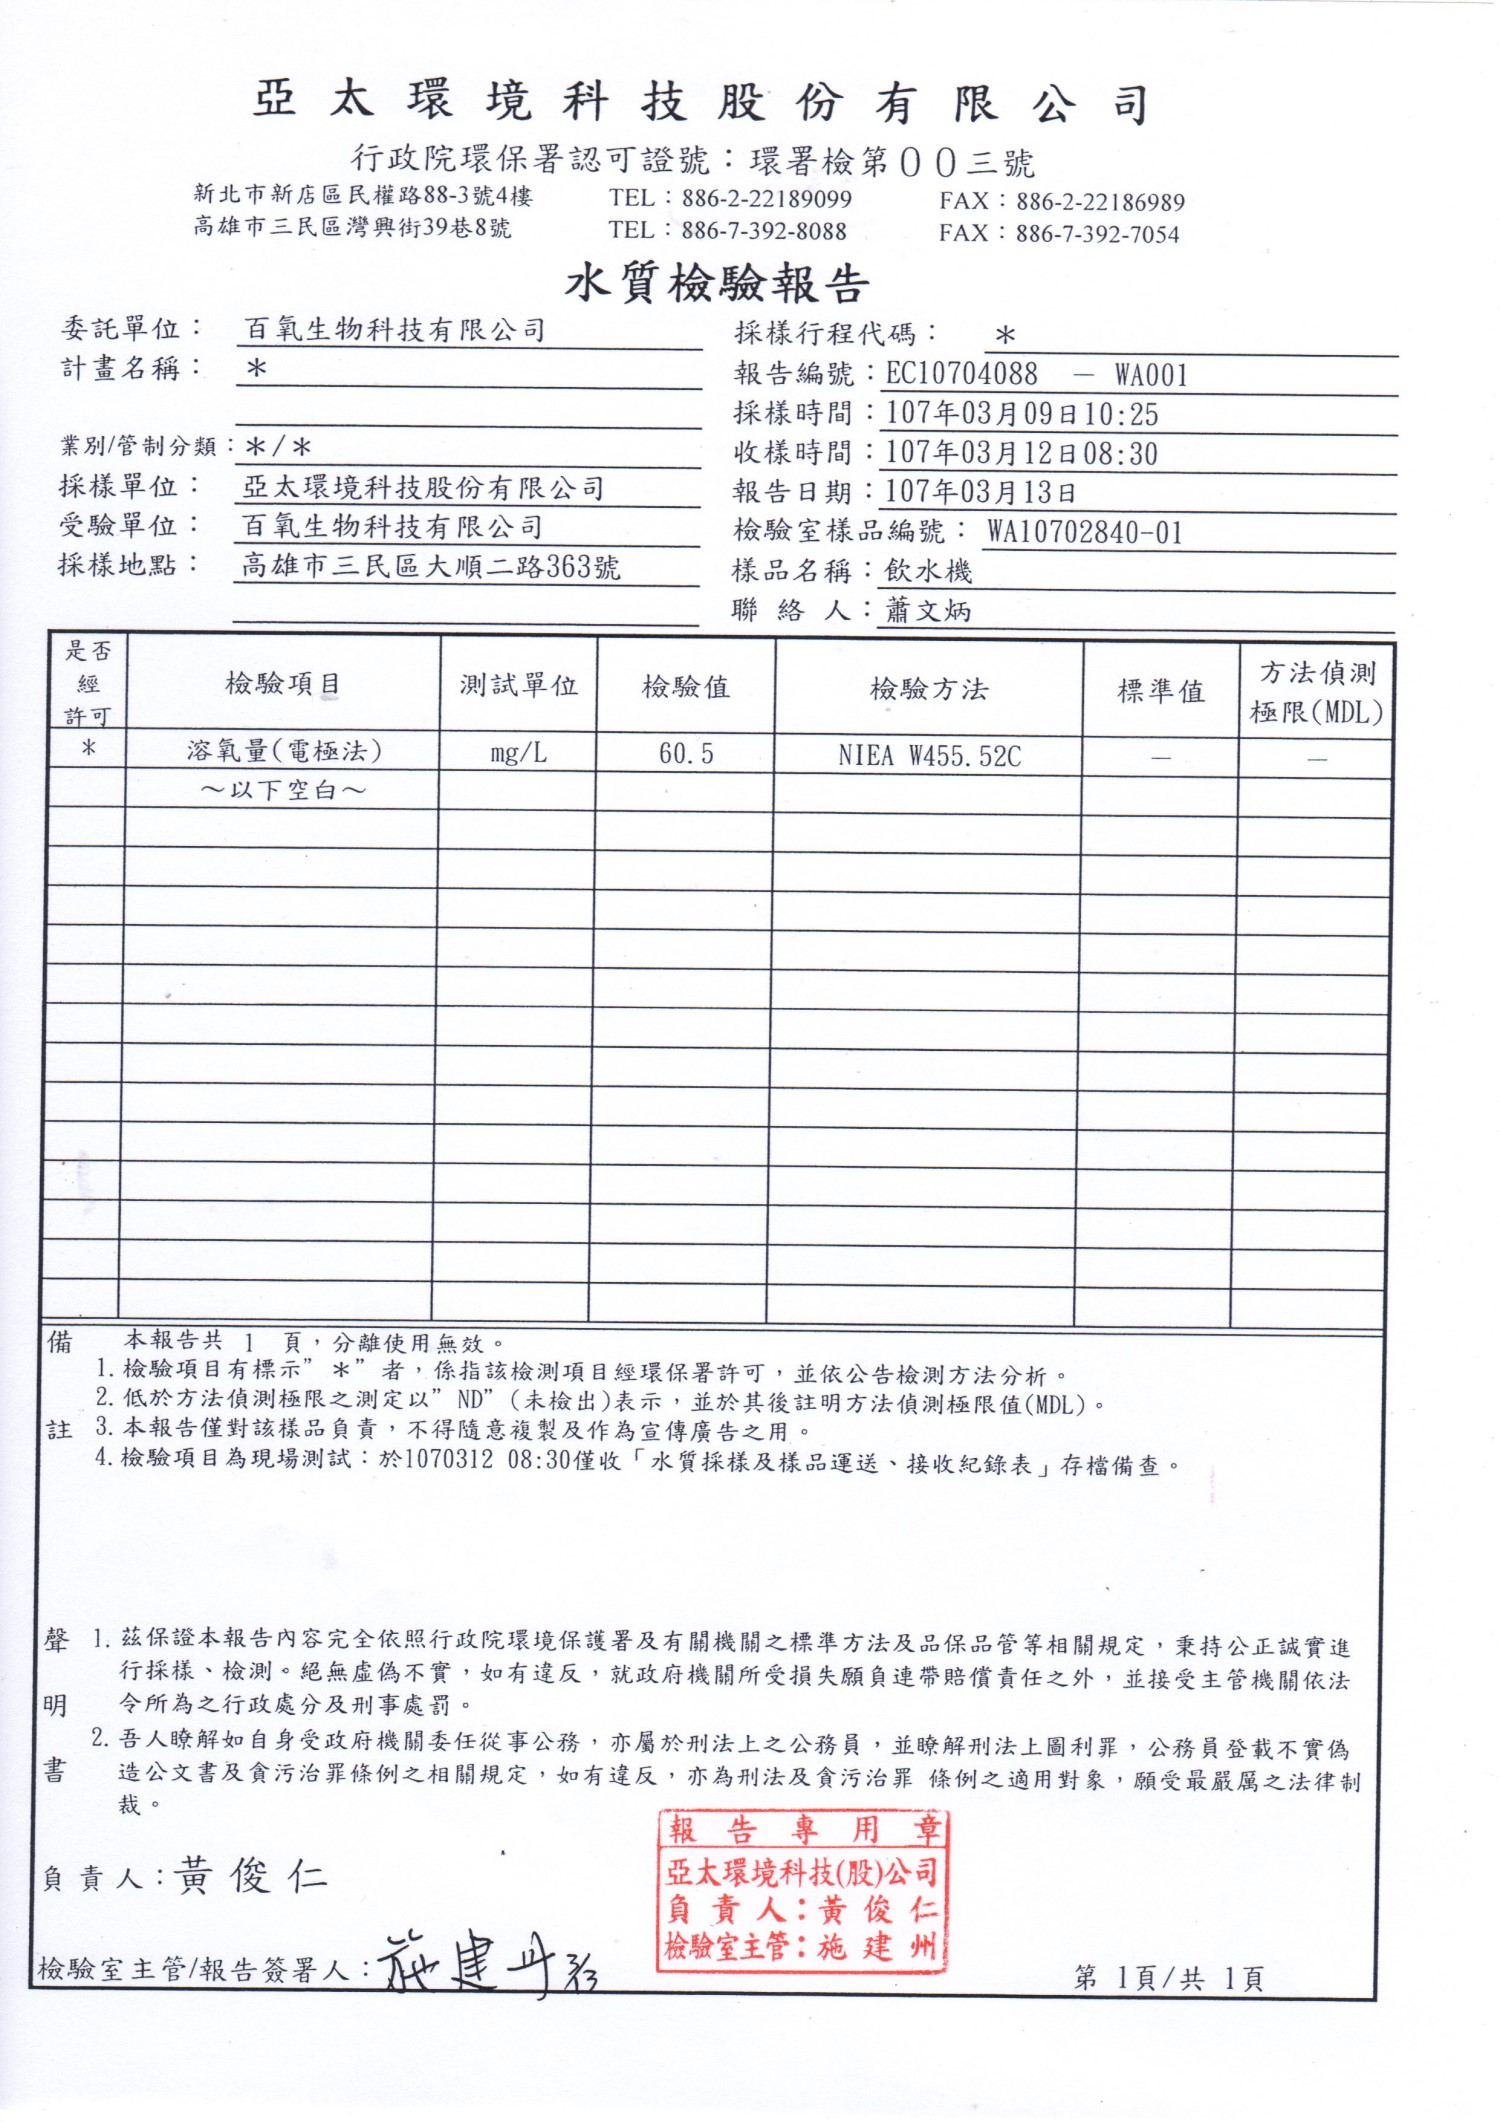 亞太環境科技股份有限公司
行政院環保署認可證號：環署檢第００三號
新北市新店區民權路88-3號4樓 TEL：886-2-22189099 FAX：886-2-22186989
高雄市三民區灣興街39巷8號 TEL：886-7-392-8088 FAX：886-7-392-7054
水質檢驗報告
委託單位： 百氧生物科技有限公司 採樣行程代碼： ＊
計畫名稱： ＊ 報告編號：EC10704088 － WA001
採樣時間：107年03月09日10:25
業別/管制分類：＊/＊ 收樣時間：107年03月12日08:30
採樣單位： 亞太環境科技股份有限公司 報告日期：107年03月13日
受驗單位： 百氧生物科技有限公司 檢驗室樣品編號： WA10702840-01
採樣地點： 高雄市三民區大順二路363號 樣品名稱：飲水機
聯絡人：蕭文炳
是否經許可 檢驗項目 測試單位 檢驗值 檢驗方法 標準值 方法偵測極限(MDL)
＊ 溶氧量(電極法) mg/L 60.5 NIEA W455.52C － －
～以下空白～
備註
本報告共 1 頁，分離使用無效。
1.檢驗項目有標示”＊”者，係指該檢測項目經環保署許可，並依公告檢測方法分析。
2.低於方法偵測極限之測定以”ND”(未檢出)表示，並於其後註明方法偵測極限值(MDL)。
3.本報告僅對該樣品負責，不得隨意複製及作為宣傳廣告之用。
4.檢驗項目為現場測試：於1070312 08:30僅收「水質採樣及樣品運送、接收紀錄表」存檔備查。
聲明書
1.茲保證本報告內容完全依照行政院環境保護署及有關機關之標準方法及品保品管等相關規定，秉持公正誠實進
行採樣、檢測。絕無虛偽不實，如有違反，就政府機關所受損失願負連帶賠償責任之外，並接受主管機關依法
令所為之行政處分及刑事處罰。
2.吾人瞭解如自身受政府機關委任從事公務，亦屬於刑法上之公務員，並瞭解刑法上圖利罪，公務員登載不實偽
造公文書及貪污治罪條例之相關規定，如有違反，亦為刑法及貪污治罪 條例之適用對象，願受最嚴厲之法律制
裁。
報告專用章
亞太環境科技(股)公司
負責人：黃俊仁
檢驗室主管：施建州
負責人：黃俊仁
檢驗室主管/報告簽署人：施建州
第 1頁/共 1頁